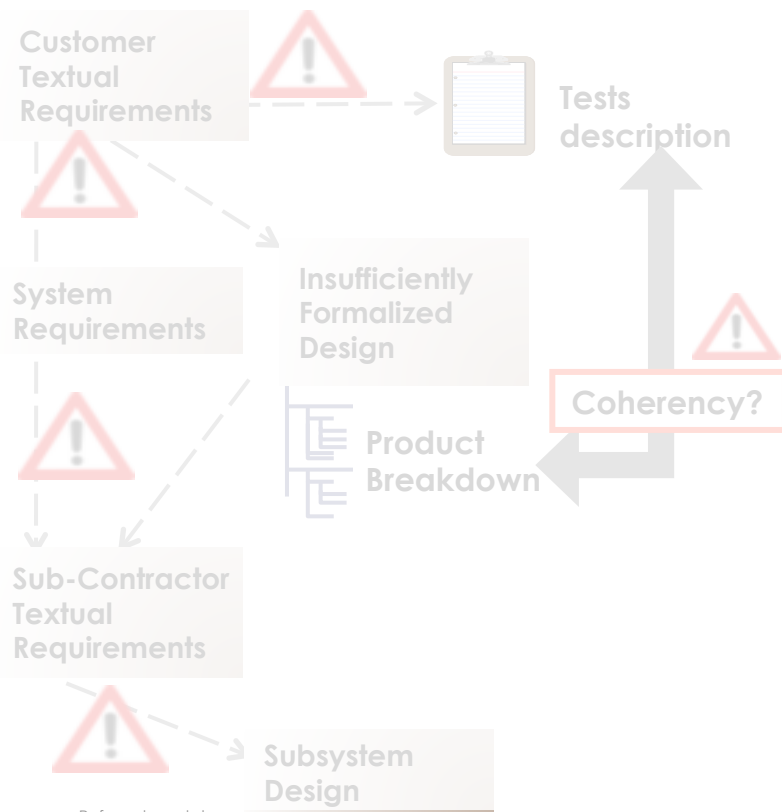 Customer
Textual
Requirements
Tests
description
System
Requirements
Insufficiently
Formalized
Design
Coherency?
Product
Breakdown
Sub-Contractor
Textual
Requirements
Subsystem
Design